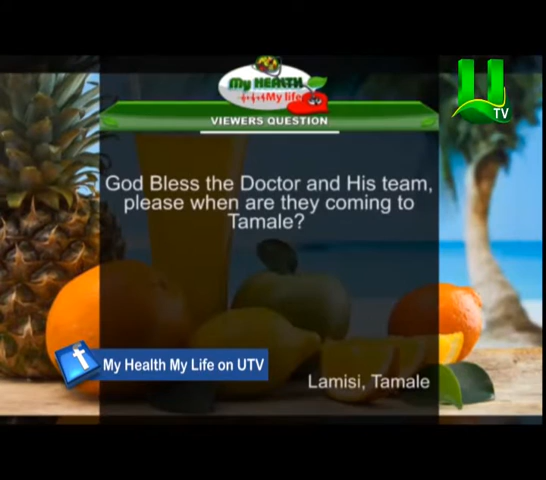 My HEALTH
My life
U
TV
VIEWERS QUESTION
God Bless the Doctor and His team,
please when are they coming to
Tamale?
My Health My Life on UTV
Lamisi, Tamale